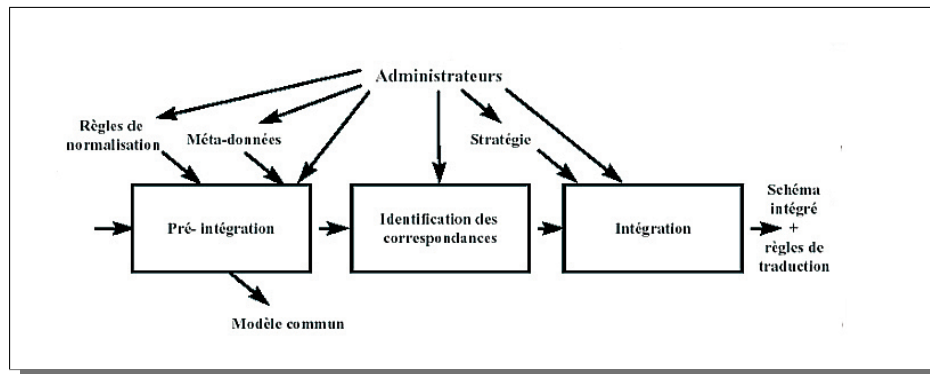 Administrateurs
Règles de
normalisation
Méta-données
Stratégie
Pré- intégration
Identification des
correspondances
Intégration
Schéma
intégré
+
règles de
traduction
Modèle commun